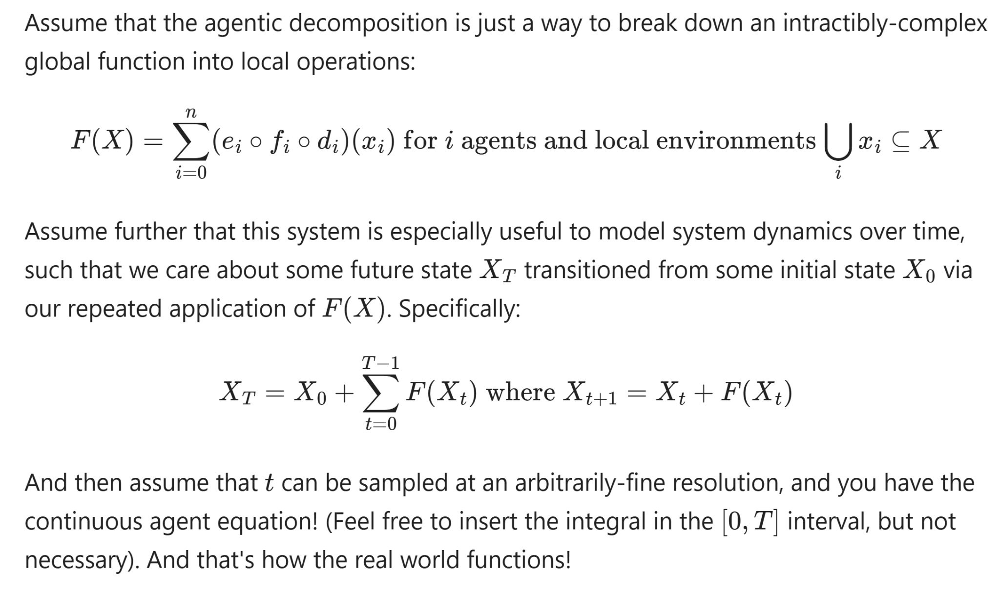 Assume that the agentic decomposition is just a way to break down an intractibly-complex
global function into local operations:
F(X) = \sum_{i=0}^{n} (e_i \circ f_i \circ d_i)(x_i) for i agents and local environments \bigcup_i x_i \subseteq X
Assume further that this system is especially useful to model system dynamics over time,
such that we care about some future state X_T transitioned from some initial state X_0 via
our repeated application of F(X). Specifically:
X_T = X_0 + \sum_{t=0}^{T-1} F(X_t) where X_{t+1} = X_t + F(X_t)
And then assume that t can be sampled at an arbitrarily-fine resolution, and you have the
continuous agent equation! (Feel free to insert the integral in the [0, T] interval, but not
necessary). And that's how the real world functions!